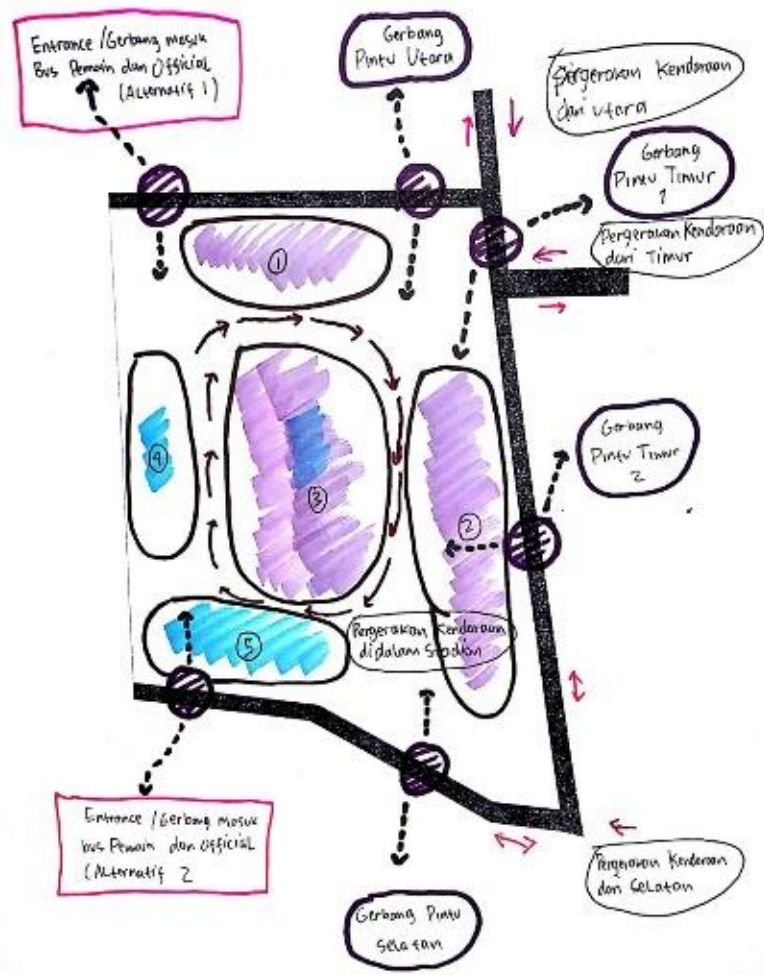 Entrance / Gerbang masuk
Bus Pemain dan Official
(Alternatif 1)
Gerbang
Pintu Utara
Pergerakan Kendaraan
dari utara
Gerbang
Pintu Timur
1
Pergerakan Kendaraan
dari Timur
1
4
3
2
Gerbang
Pintu Timur
2
5
Pergerakan Kendaraan
didalam Stadion
Entrance / Gerbang masuk
bus Pemain dan Official
(Alternatif 2
Pergerakan Kendaraan
dari Selatan
Gerbang Pintu
Selatan